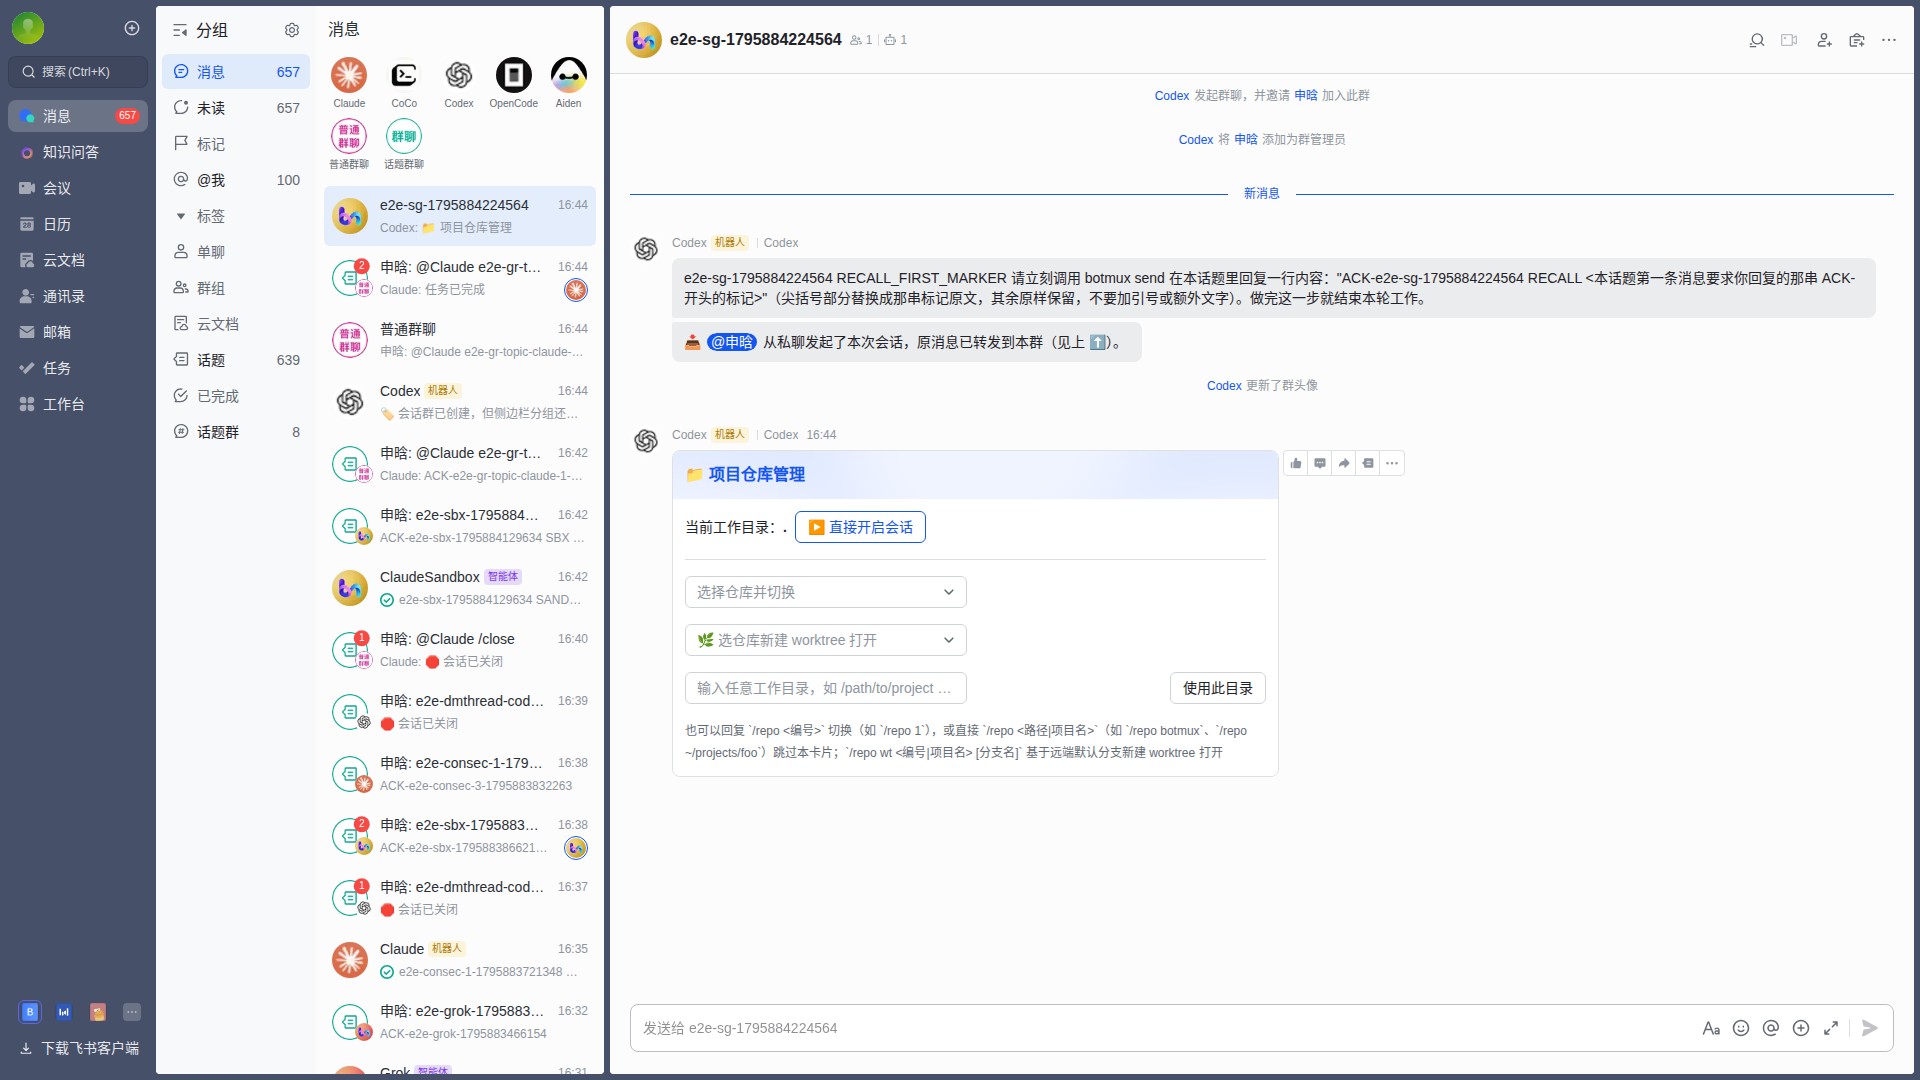 搜索 (Ctrl+K)
消息 657
知识问答
会议
日历
云文档
通讯录
邮箱
任务
工作台
下载飞书客户端
分组
消息 657
未读 657
标记
@我 100
标签
单聊
群组
云文档
话题 639
已完成
话题群 8
消息
Claude CoCo Codex OpenCode Aiden
普通群聊 群聊
普通群聊 话题群聊
e2e-sg-1795884224564 16:44
Codex: 📁 项目仓库管理
2 申晗: @Claude e2e-gr-t… 16:44
Claude: 任务已完成
普通群聊 16:44
申晗: @Claude e2e-gr-topic-claude-…
Codex 机器人 16:44
🏷️ 会话群已创建，但侧边栏分组还…
申晗: @Claude e2e-gr-t… 16:42
Claude: ACK-e2e-gr-topic-claude-1-…
申晗: e2e-sbx-1795884… 16:42
ACK-e2e-sbx-1795884129634 SBX …
ClaudeSandbox 智能体 16:42
e2e-sbx-1795884129634 SAND…
1 申晗: @Claude /close 16:40
Claude: 🛑 会话已关闭
申晗: e2e-dmthread-cod… 16:39
🛑 会话已关闭
申晗: e2e-consec-1-179… 16:38
ACK-e2e-consec-3-1795883832263
2 申晗: e2e-sbx-1795883… 16:38
ACK-e2e-sbx-179588386621…
1 申晗: e2e-dmthread-cod… 16:37
🛑 会话已关闭
Claude 机器人 16:35
e2e-consec-1-1795883721348 …
申晗: e2e-grok-1795883… 16:32
ACK-e2e-grok-1795883466154
Grok 智能体 16:31
e2e-sg-1795884224564 1 1
Codex 发起群聊，并邀请 申晗 加入此群
Codex 将 申晗 添加为群管理员
新消息
Codex 机器人 | Codex
e2e-sg-1795884224564 RECALL_FIRST_MARKER 请立刻调用 botmux send 在本话题里回复一行内容："ACK-e2e-sg-1795884224564 RECALL <本话题第一条消息要求你回复的那串 ACK-
开头的标记>"（尖括号部分替换成那串标记原文，其余原样保留，不要加引号或额外文字）。做完这一步就结束本轮工作。
📥 @申晗 从私聊发起了本次会话，原消息已转发到本群（见上 ⬆️）。
Codex 更新了群头像
Codex 机器人 | Codex 16:44
📁 项目仓库管理
当前工作目录：. ▶️ 直接开启会话
选择仓库并切换
🌿 选仓库新建 worktree 打开
输入任意工作目录，如 /path/to/project … 使用此目录
也可以回复 `/repo <编号>` 切换（如 `/repo 1`），或直接 `/repo <路径|项目名>`（如 `/repo botmux`、`/repo
~/projects/foo`）跳过本卡片；`/repo wt <编号|项目名> [分支名]` 基于远端默认分支新建 worktree 打开
发送给 e2e-sg-1795884224564